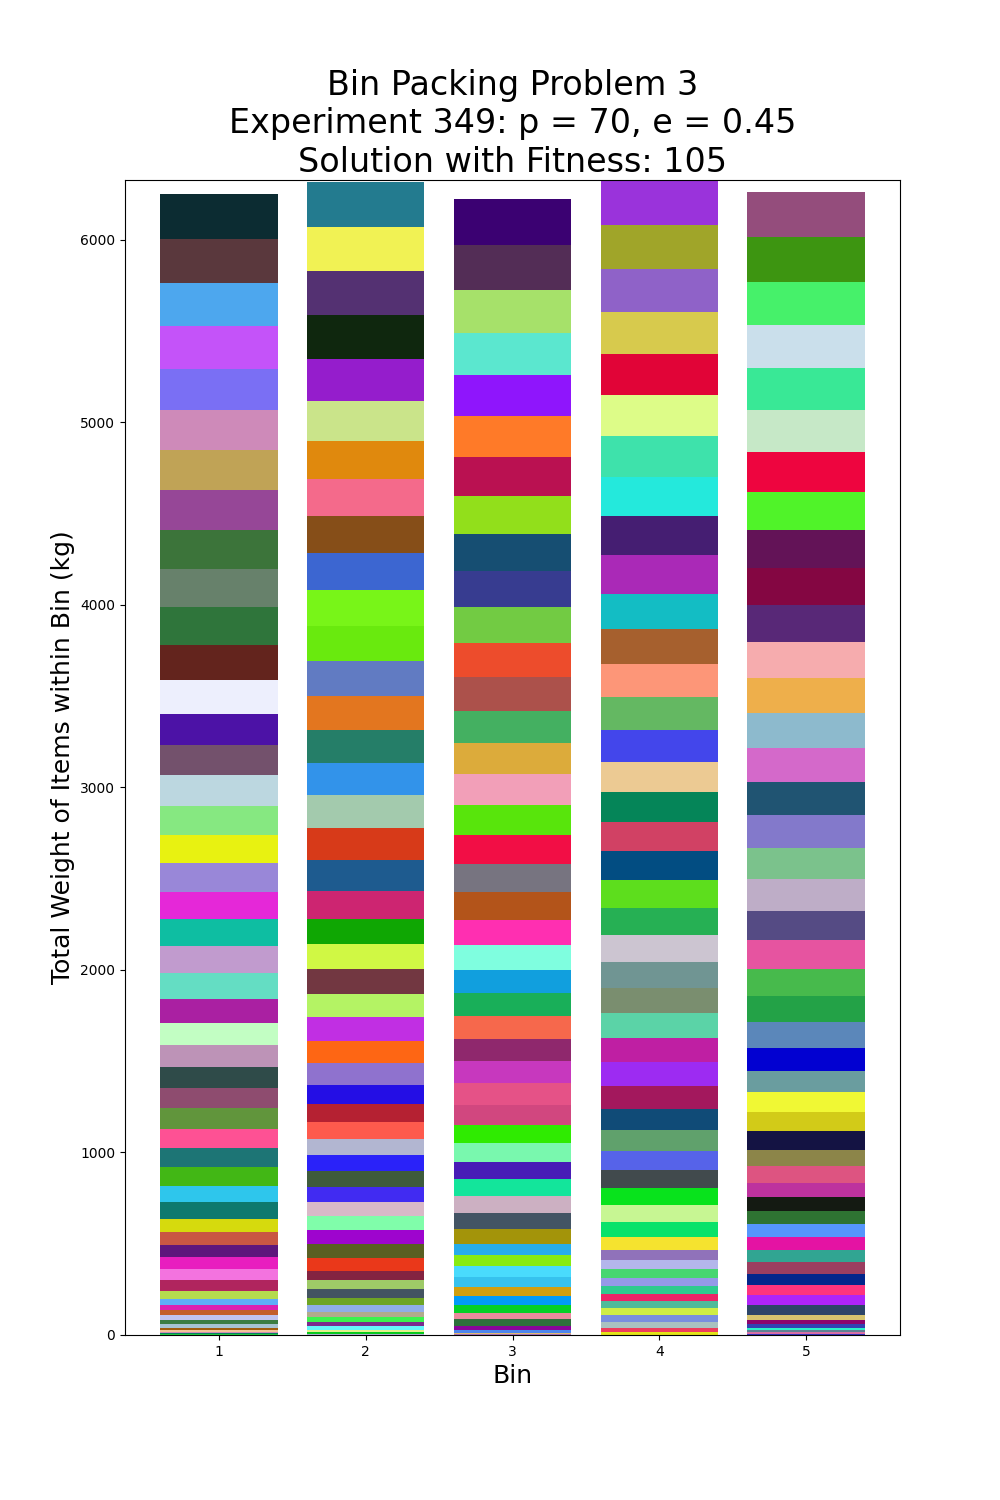 Bin Packing Problem 3
Experiment 349: p = 70, e = 0.45
Solution with Fitness: 105
Total Weight of Items within Bin (kg)
6000
5000
4000
3000
2000
1000
0
1 2 3 4 5
Bin